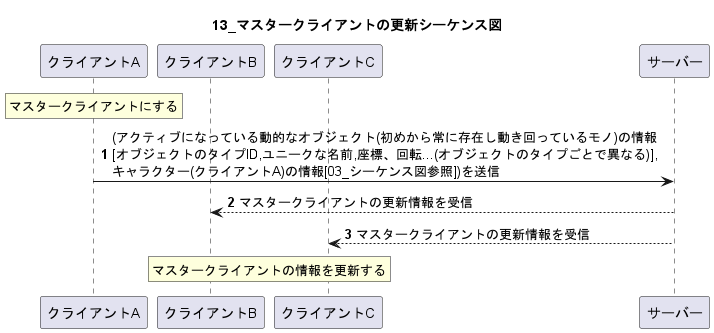 13_マスタークライアントの更新シーケンス図
クライアントA
クライアントB
クライアントC
サーバー
マスタークライアントにする
(アクティブになっている動的なオブジェクト(初めから常に存在し動き回っているモノ)の情報
1 [オブジェクトのタイプID,ユニークな名前,座標、回転...(オブジェクトのタイプごとで異なる)],
キャラクター(クライアントA)の情報[03_シーケンス図参照])を送信
2 マスタークライアントの更新情報を受信
3 マスタークライアントの更新情報を受信
マスタークライアントの情報を更新する
クライアントA
クライアントB
クライアントC
サーバー